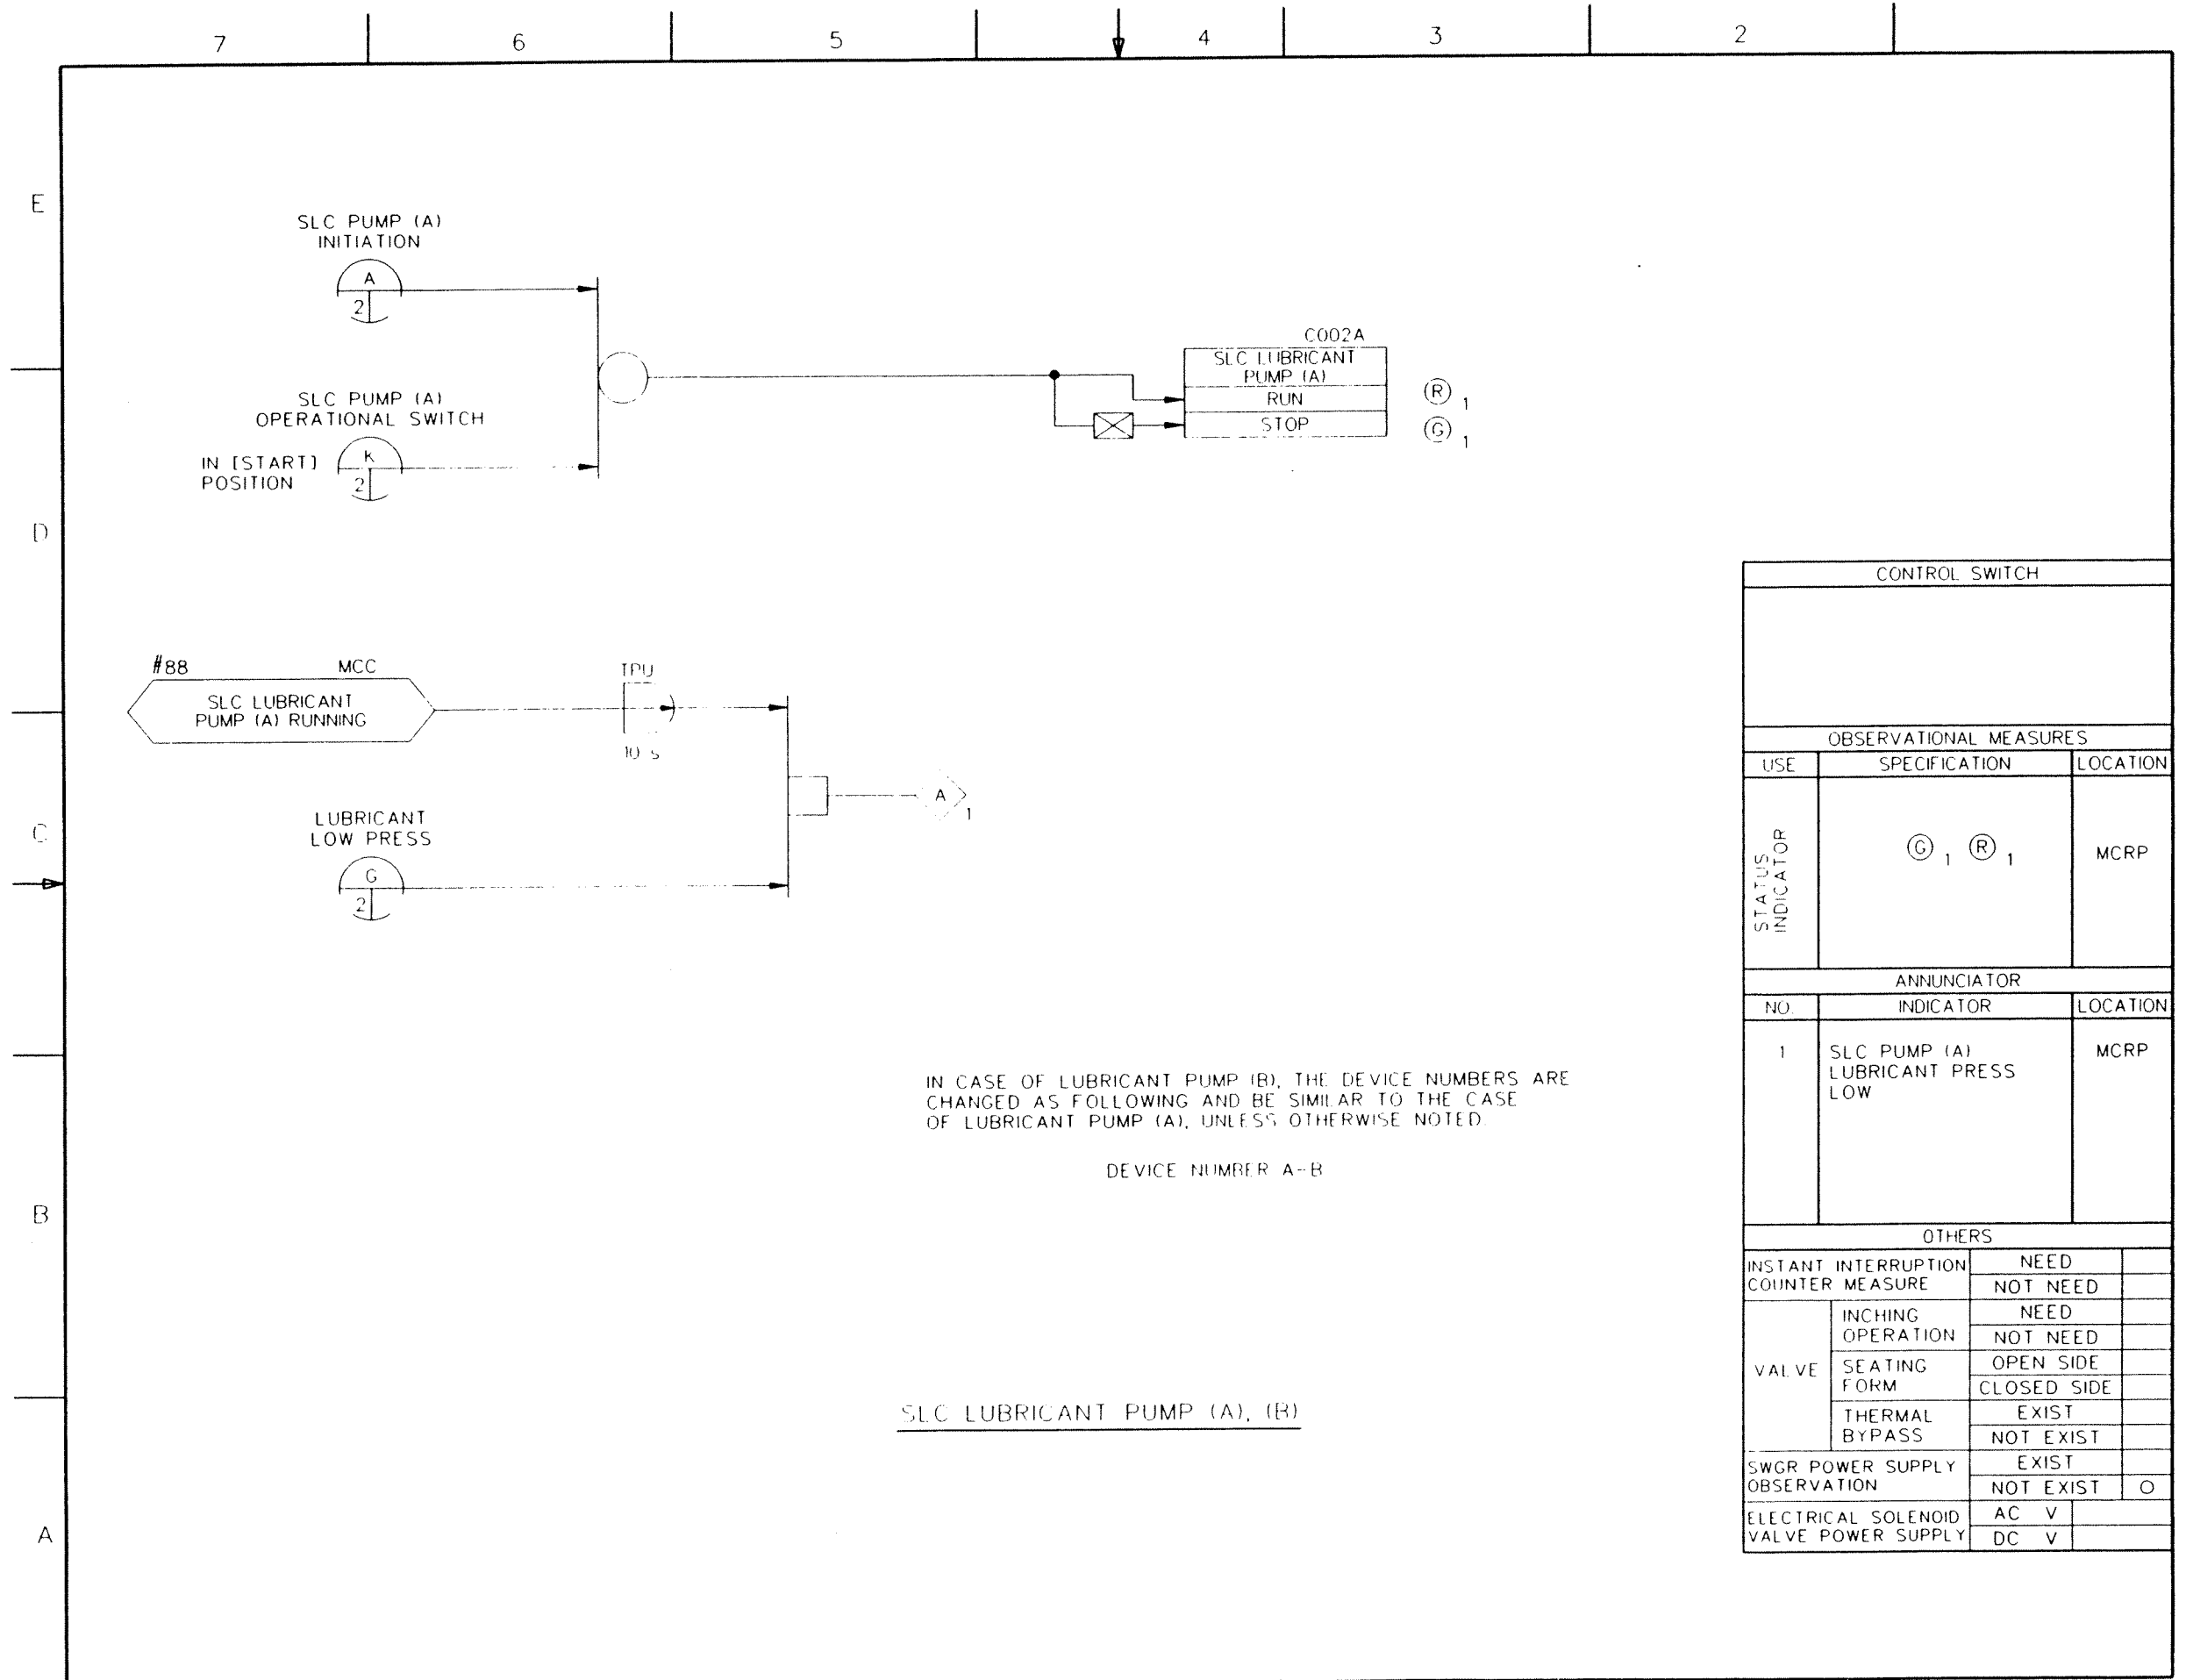 7 6 5 4 3 2
E
D
C
B
A
SLC PUMP (A)
INITIATION
A
2
SLC PUMP (A)
OPERATIONAL SWITCH
IN [START]
POSITION
K
2
C002A
SLC LUBRICANT
PUMP (A)
RUN
STOP
R 1
G 1
#88 MCC
SLC LUBRICANT
PUMP (A) RUNNING
TPU
10 S
A
1
LUBRICANT
LOW PRESS
G
2
IN CASE OF LUBRICANT PUMP (B), THE DEVICE NUMBERS ARE
CHANGED AS FOLLOWING AND BE SIMILAR TO THE CASE
OF LUBRICANT PUMP (A), UNLESS OTHERWISE NOTED.
DEVICE NUMBER A-B
SLC LUBRICANT PUMP (A), (B)
CONTROL SWITCH
OBSERVATIONAL MEASURES
USE SPECIFICATION LOCATION
STATUS
INDICATOR
G 1 R 1 MCRP
ANNUNCIATOR
NO. INDICATOR LOCATION
1 SLC PUMP (A) MCRP
LUBRICANT PRESS
LOW
OTHERS
INSTANT INTERRUPTION
COUNTER MEASURE
NEED
NOT NEED
VALVE
INCHING
OPERATION
NEED
NOT NEED
SEATING
FORM
OPEN SIDE
CLOSED SIDE
THERMAL
BYPASS
EXIST
NOT EXIST
SWGR POWER SUPPLY
OBSERVATION
EXIST
NOT EXIST O
ELECTRICAL SOLENOID
VALVE POWER SUPPLY
AC V
DC V